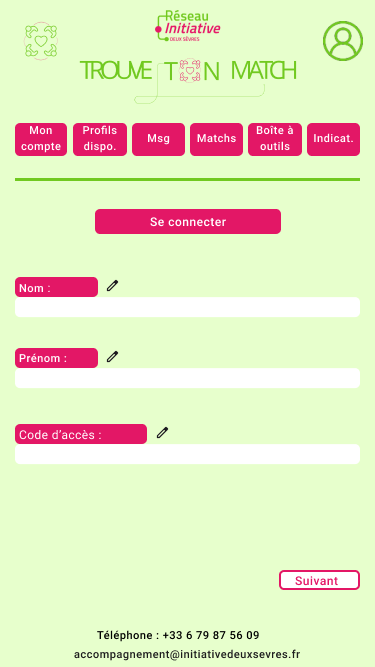 Réseau
Initiative
DEUX SÈVRES
TROUVE TON MATCH
Mon
compte
Profils
dispo.
Msg
Matchs
Boîte à
outils
Indicat.
Se connecter
Nom :
Prénom :
Code d’accès :
Suivant
Téléphone : +33 6 79 87 56 09
accompagnement@initiativedeuxsevres.fr